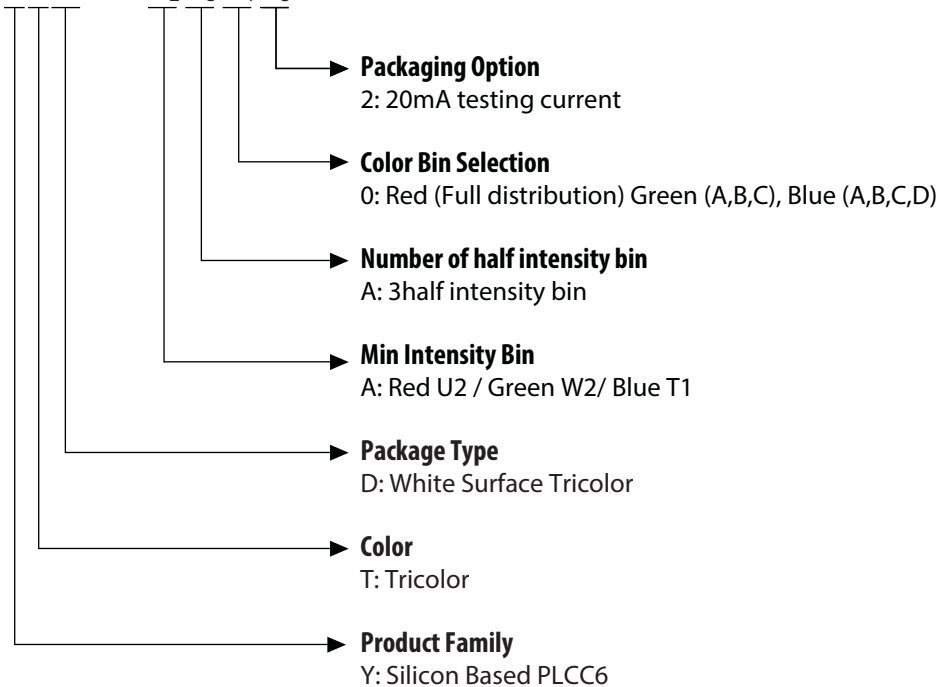 Packaging Option
2: 20mA testing current
Color Bin Selection
0: Red (Full distribution) Green (A,B,C), Blue (A,B,C,D)
Number of half intensity bin
A: 3half intensity bin
Min Intensity Bin
A: Red U2 / Green W2/ Blue T1
Package Type
D: White Surface Tricolor
Color
T: Tricolor
Product Family
Y: Silicon Based PLCC6